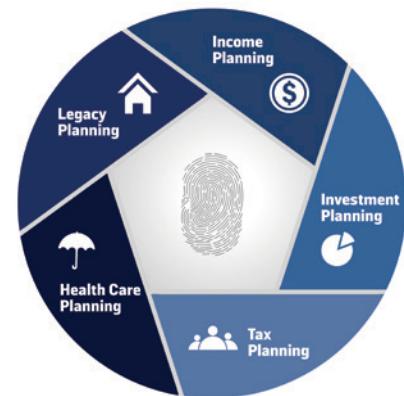 Income
Planning
$
Investment
Planning
Tax
Planning
Health Care
Planning
Legacy
Planning